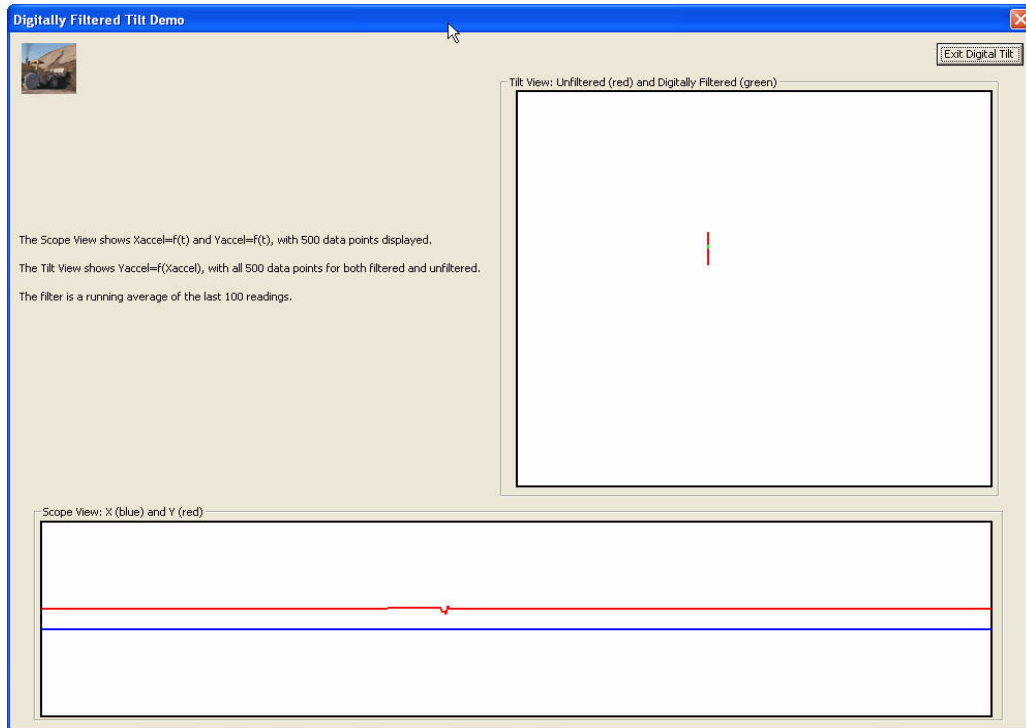 Digitally Filtered Tilt Demo
Exit Digital Tilt
Tilt View: Unfiltered (red) and Digitally Filtered (green)
The Scope View shows Xaccel=f(t) and Yaccel=f(t), with 500 data points displayed.
The Tilt View shows Yaccel=f(Xaccel), with all 500 data points for both filtered and unfiltered.
The filter is a running average of the last 100 readings.
Scope View: X (blue) and Y (red)